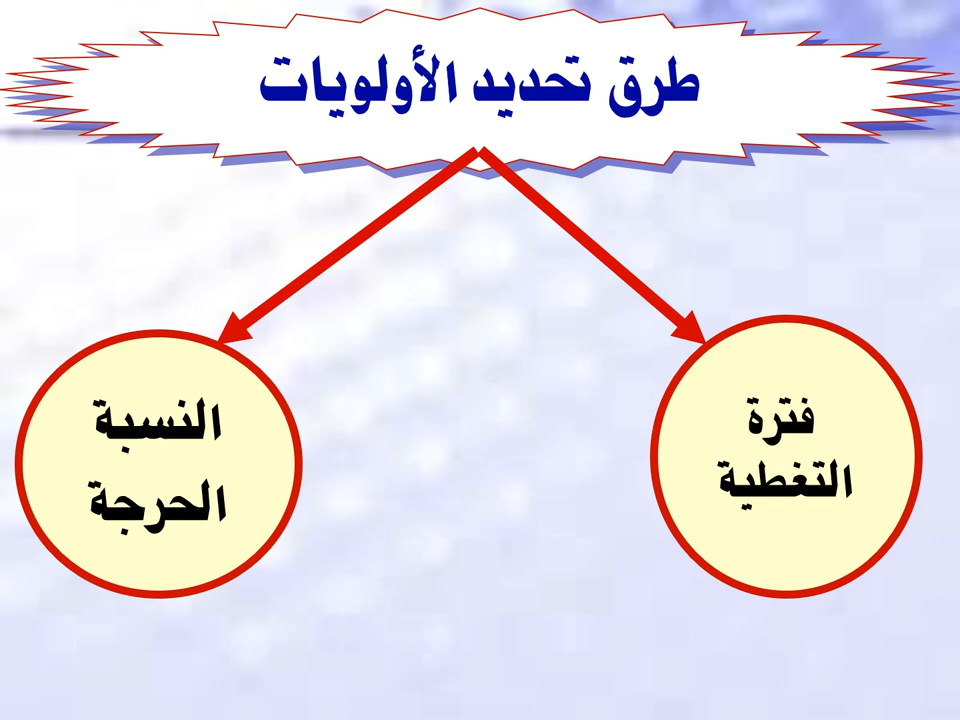 طرق تحديد الأولويات
فترة
التغطية
النسبة
الحرجة